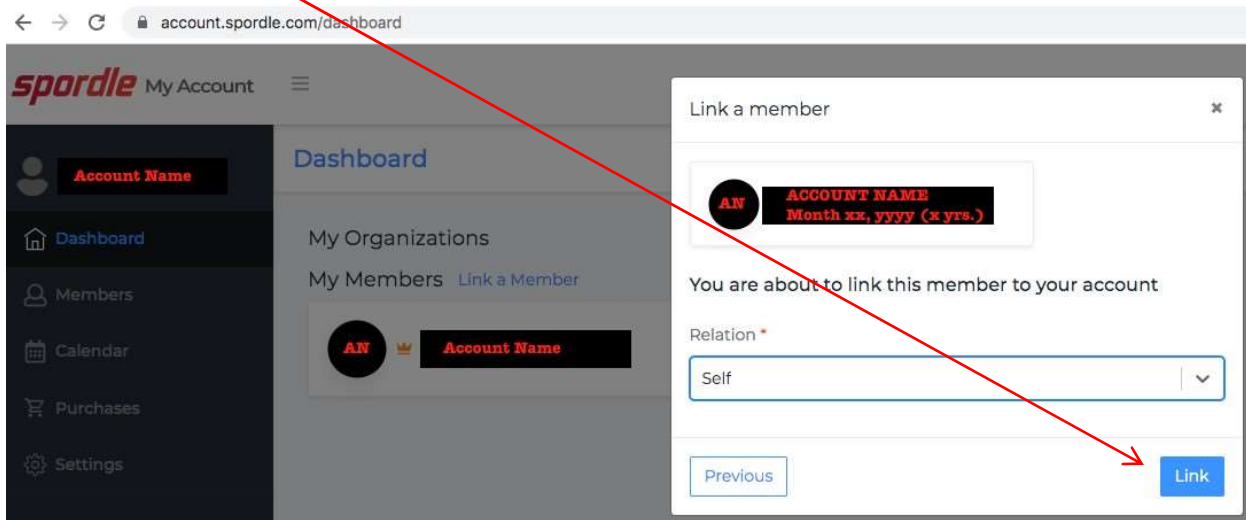 account.spordle.com/dashboard
spordle My Account
Account Name
Dashboard
Members
Calendar
Purchases
Settings
Dashboard
My Organizations
My Members Link a Member
AN Account Name
Link a member
AN ACCOUNT NAME
Month xx, yyyy (x yrs.)
You are about to link this member to your account
Relation *
Self
Previous Link